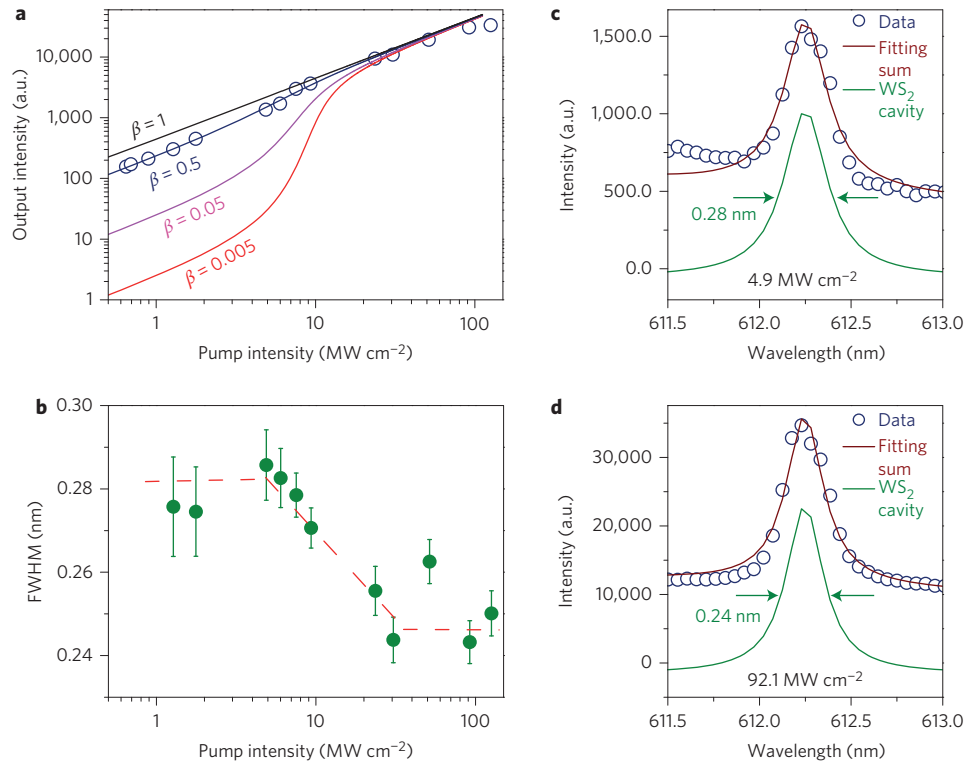 a
Output intensity (a.u.)
10,000
1,000
100
10
1
β = 1
β = 0.5
β = 0.05
β = 0.005
1
10
100
Pump intensity (MW cm⁻²)
b
FWHM (nm)
0.30
0.28
0.26
0.24
1
10
100
Pump intensity (MW cm⁻²)
c
Intensity (a.u.)
1,500.0
1,000.0
500.0
0.0
Data
Fitting
sum
WS₂
cavity
0.28 nm
4.9 MW cm⁻²
611.5
612.0
612.5
613.0
Wavelength (nm)
d
Intensity (a.u.)
30,000
20,000
10,000
0
Data
Fitting
sum
WS₂
cavity
0.24 nm
92.1 MW cm⁻²
611.5
612.0
612.5
613.0
Wavelength (nm)